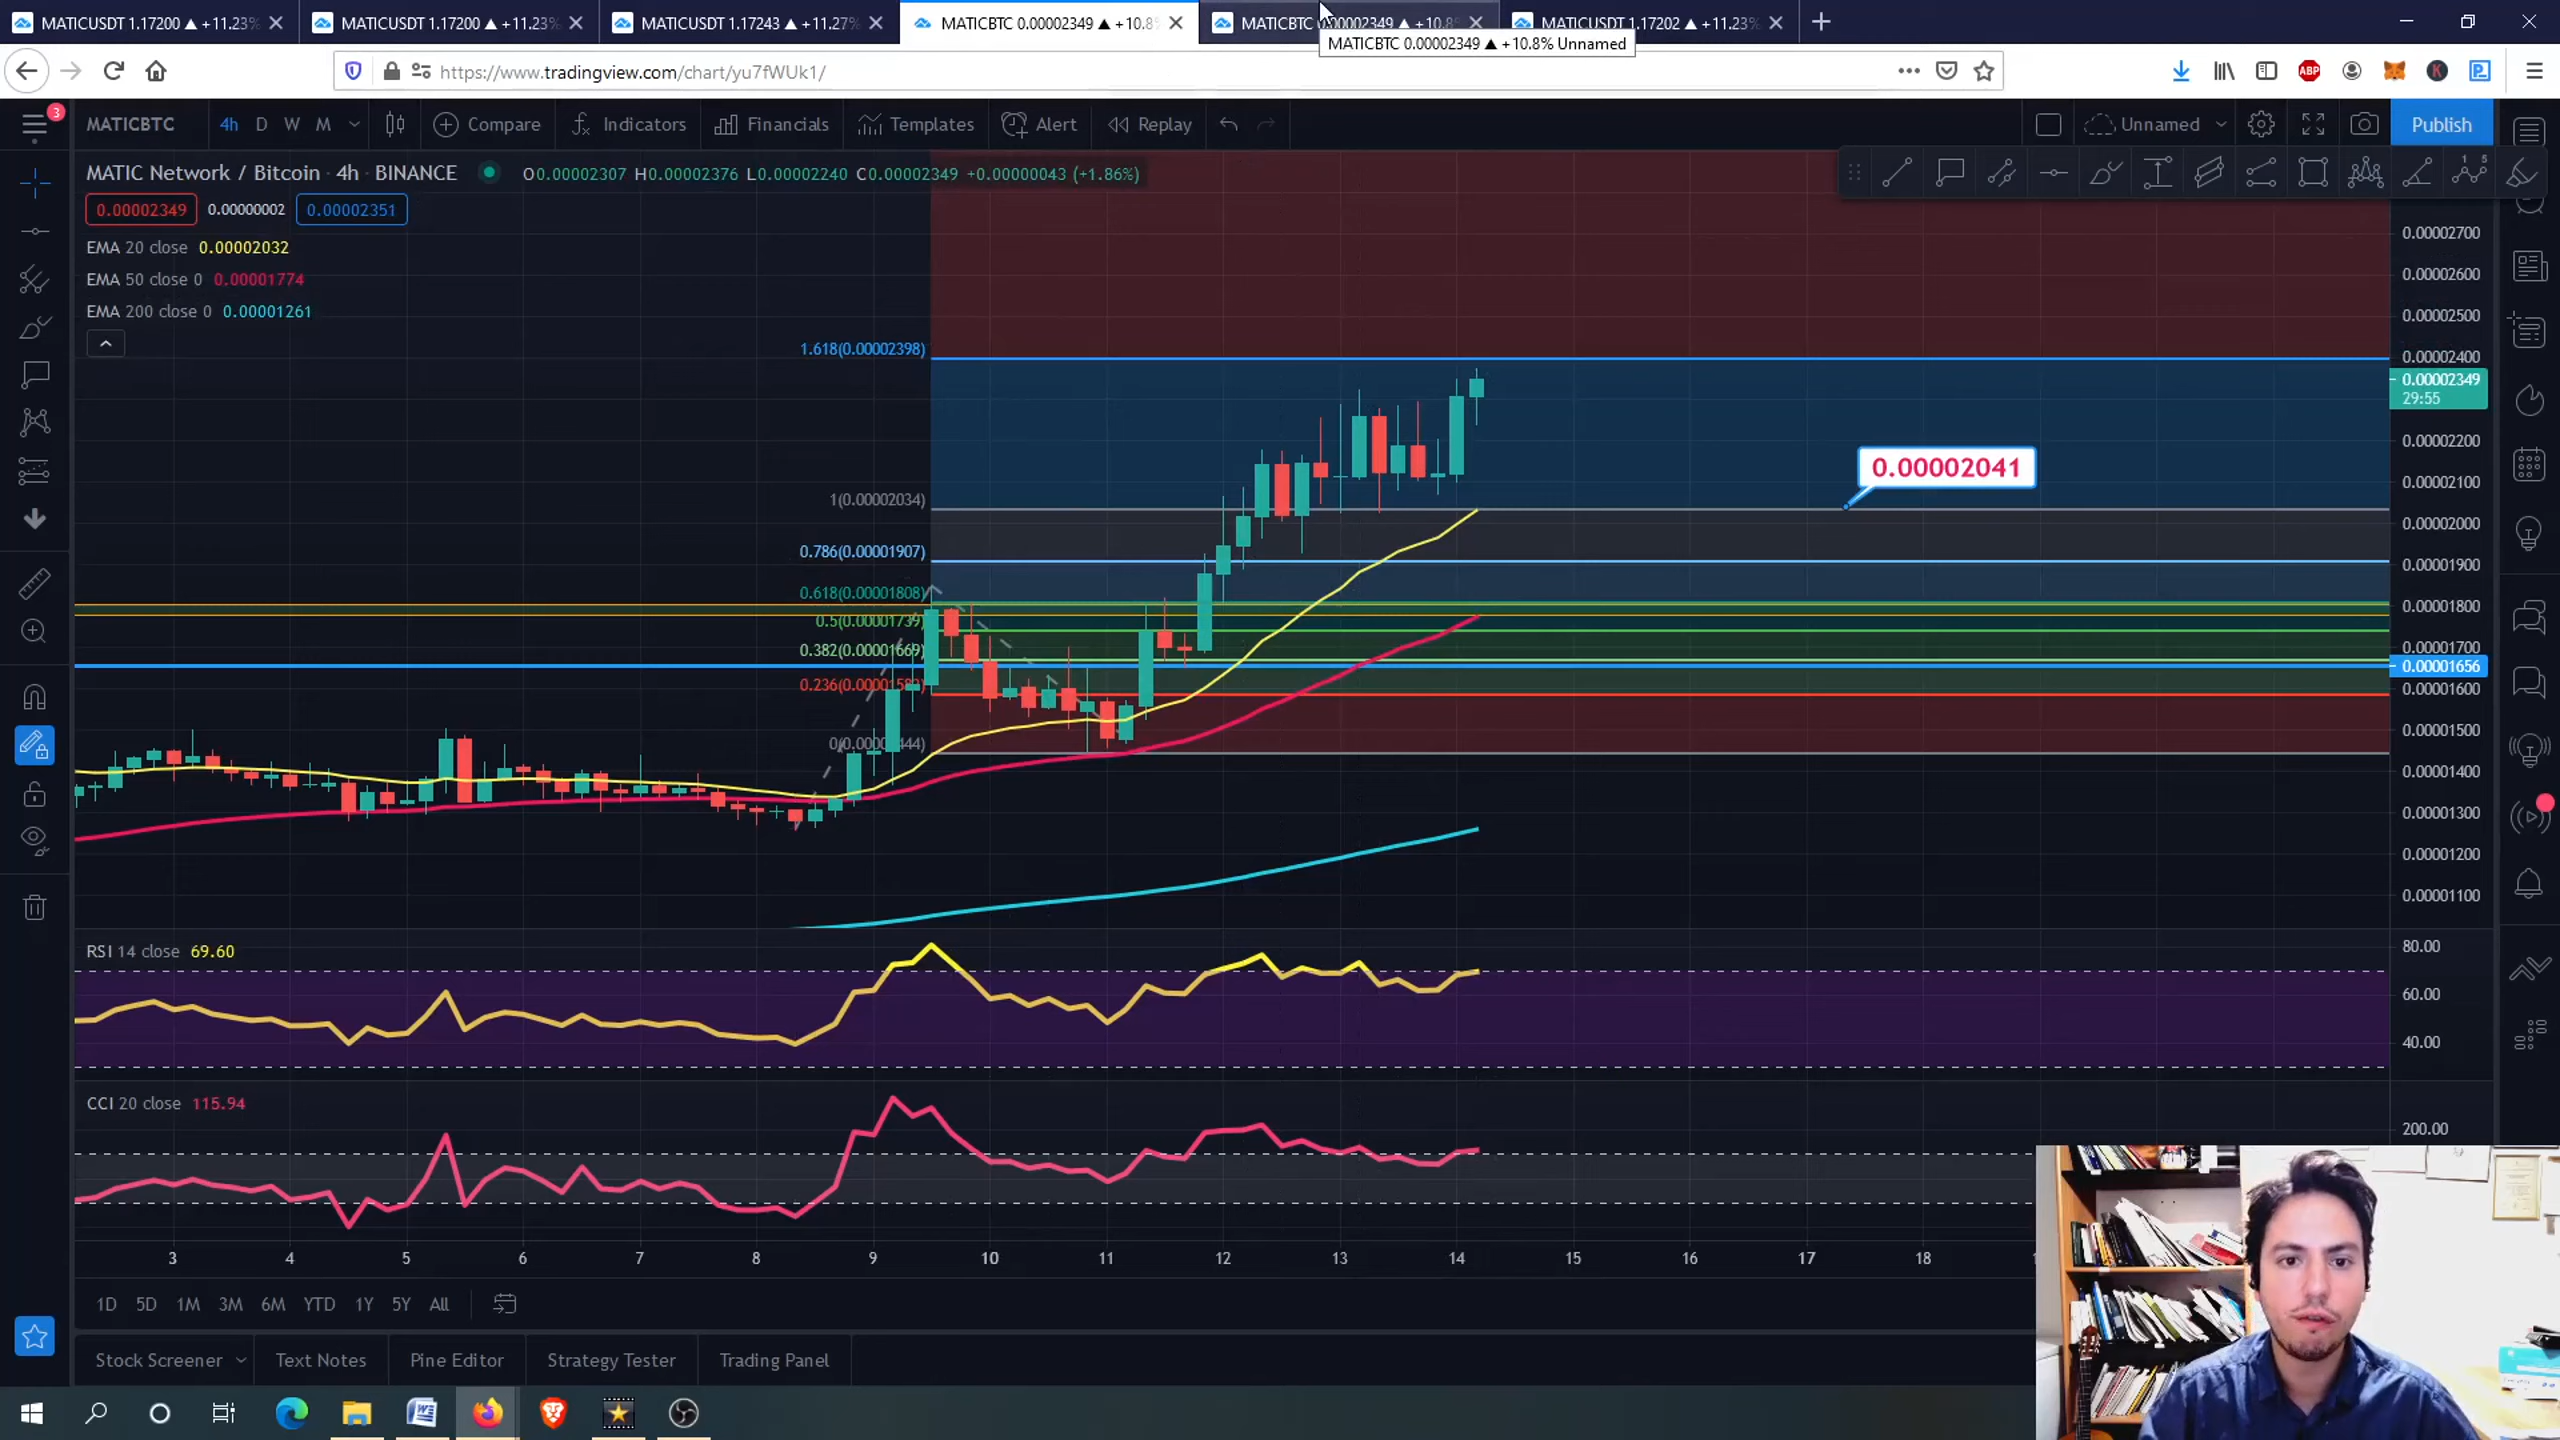 MATICUSDT 1.17200 ▲ +11.23%
MATICUSDT 1.17200 ▲ +11.23%
MATICUSDT 1.17243 ▲ +11.27%
MATICBTC 0.00002349 ▲ +10.8%
MATICBTC 0.00002349 ▲ +10.8%
MATICUSDT 1.17202 ▲ +11.23%
MATICBTC 0.00002349 ▲ +10.8% Unnamed
https://www.tradingview.com/chart/yu7fWUk1/
ABP
K
3
MATICBTC 4h D W M Compare Indicators Financials Templates Alert Replay Unnamed Publish
MATIC Network / Bitcoin · 4h · BINANCE O0.00002307 H0.00002376 L0.00002240 C0.00002349 +0.00000043 (+1.86%)
0.00002349 0.00000002 0.00002351
EMA 20 close 0.00002032
EMA 50 close 0 0.00001774
EMA 200 close 0 0.00001261
1.618(0.00002398)
1(0.00002034)
0.786(0.00001907)
0.618(0.00001808)
0.5(0.00001739)
0.382(0.00001669)
0.00002041
0.00002700
0.00002600
0.00002500
0.00002400
0.00002349
29:55
0.00002200
0.00002100
0.00002000
0.00001900
0.00001800
0.00001700
0.00001656
0.00001600
0.00001500
0.00001400
0.00001300
0.00001200
0.00001100
RSI 14 close 69.60
80.00
60.00
40.00
CCI 20 close 115.94
200.00
3 4 5 6 7 8 9 10 11 12 13 14 15 16 17 18
1D 5D 1M 3M 6M YTD 1Y 5Y All
Stock Screener Text Notes Pine Editor Strategy Tester Trading Panel